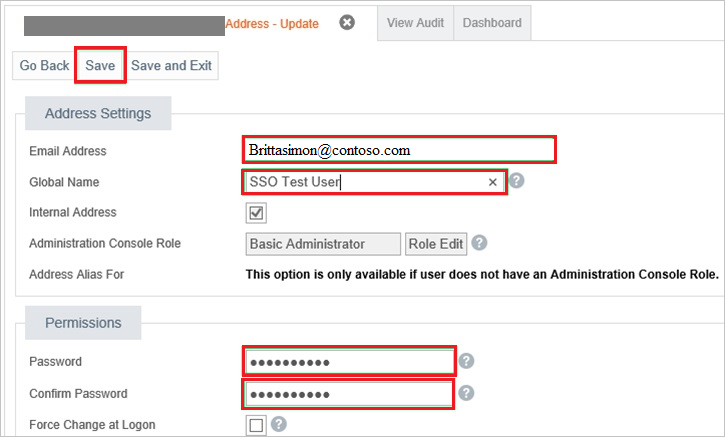 Address - Update View Audit Dashboard
Go Back Save Save and Exit
Address Settings
Email Address Brittasimon@contoso.com
Global Name SSO Test User
Internal Address
Administration Console Role Basic Administrator Role Edit
Address Alias For This option is only available if user does not have an Administration Console Role.
Permissions
Password ●●●●●●●●●●
Confirm Password ●●●●●●●●●●
Force Change at Logon